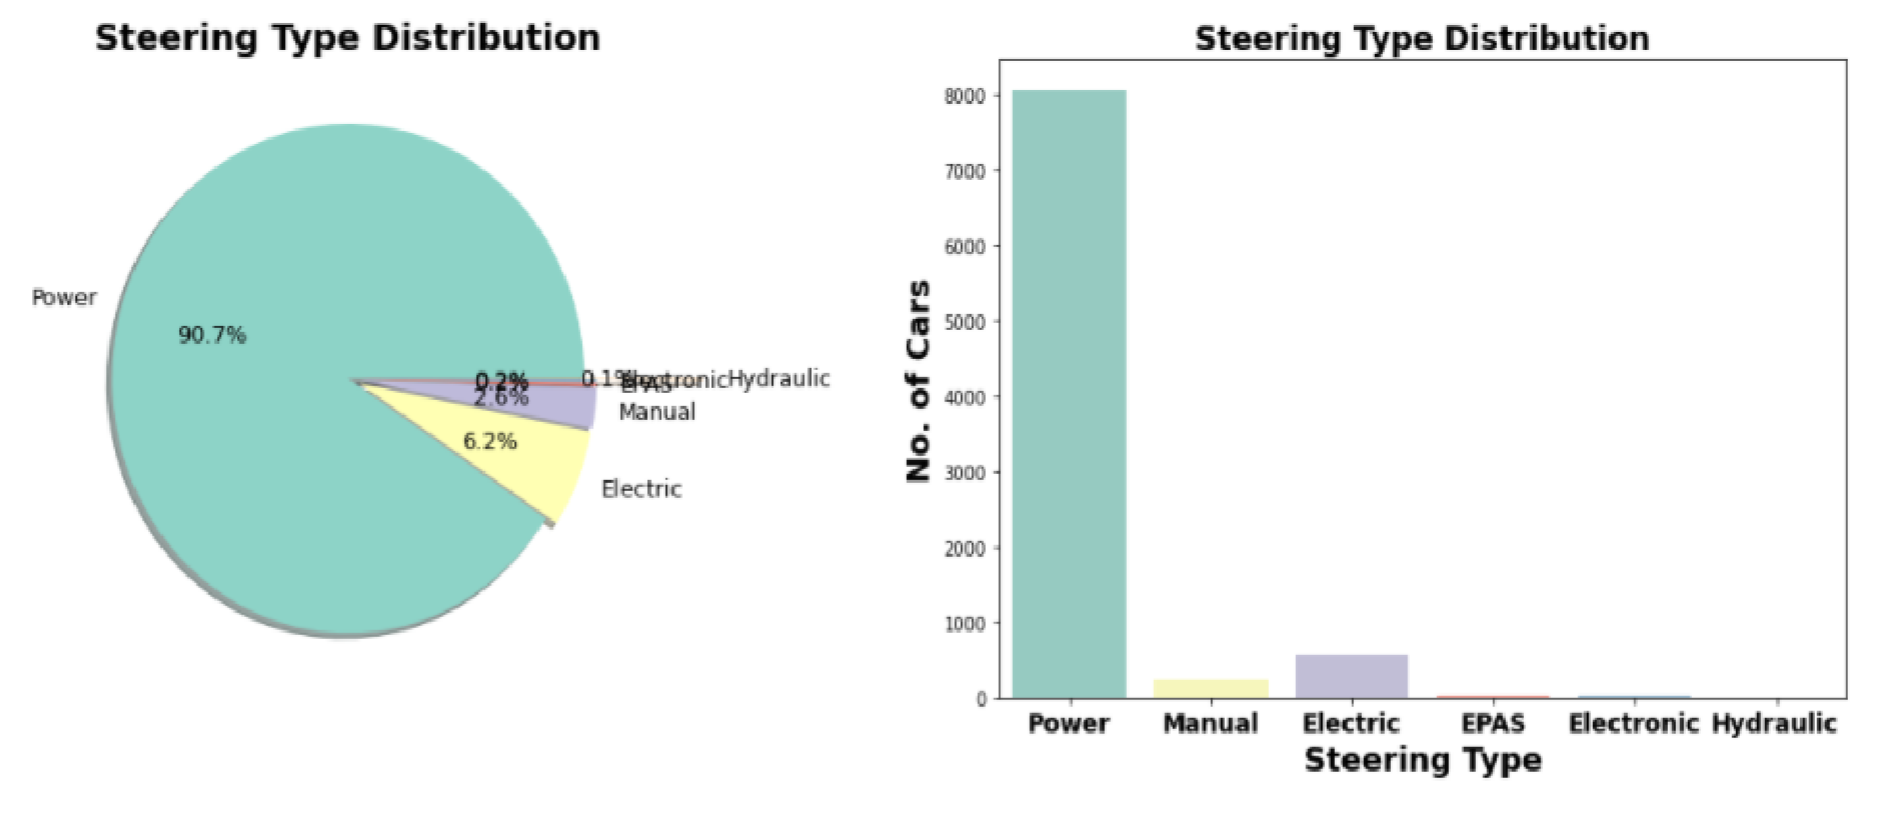 Steering Type Distribution
Power
90.7%
0.2%
0.1%
Hydraulic
2.6%
Manual
6.2%
Electric
Steering Type Distribution
No. of Cars
8000
7000
6000
5000
4000
3000
2000
1000
0
Power Manual Electric EPAS Electronic Hydraulic
Steering Type